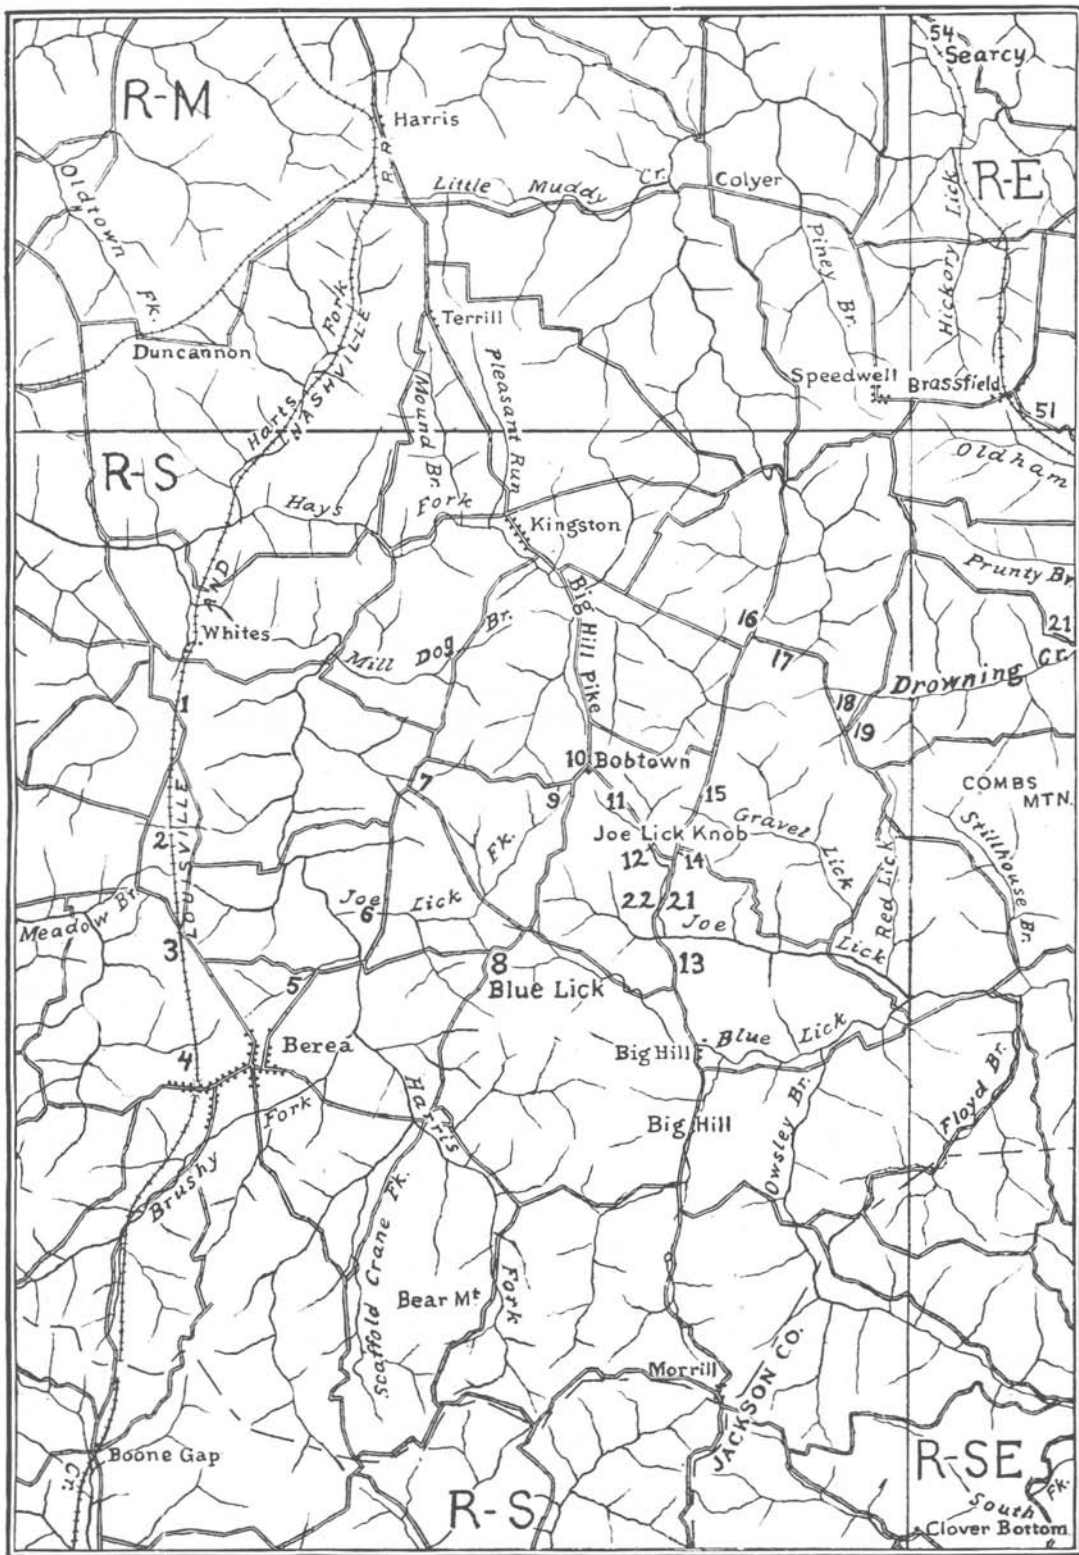 54
Searcy
R-M
Harris
R-E
R. R.
Oldtown
Fk.
Little Muddy Cr.
Colyer
Hickory Lick
Piney Br.
Duncannon
Harts Fork
Terrill
Mound Br.
Pleasant Run
Speedwell
Brassfield
51
LOUISVILLE AND NASHVILLE
Oldham
R-S
Hays Fork
Kingston
Prunty Br
21
Whites
Mill
Dog Br.
Big Hill Pike
16
17
Drowning Cr.
18
19
1
10
Bobtown
7
9
11
15
COMBS
MTN.
2
Fk.
Joe Lick Knob
Gravel Lick
Stillhouse Br.
12
14
Red Lick
Meadow Br.
Joe Lick
6
22
21
Joe Lick
3
8
13
5
Blue Lick
4
Berea
Big Hill
Blue Lick
Harris
Fork
Big Hill
Owsley Br.
Floyd Br.
Brushy
Scaffold Crane Fk.
Bear Mt
Fork
Morrill
JACKSON CO.
Boone Gap
Cr.
R-S
R-SE
South Fk.
Clover Bottom